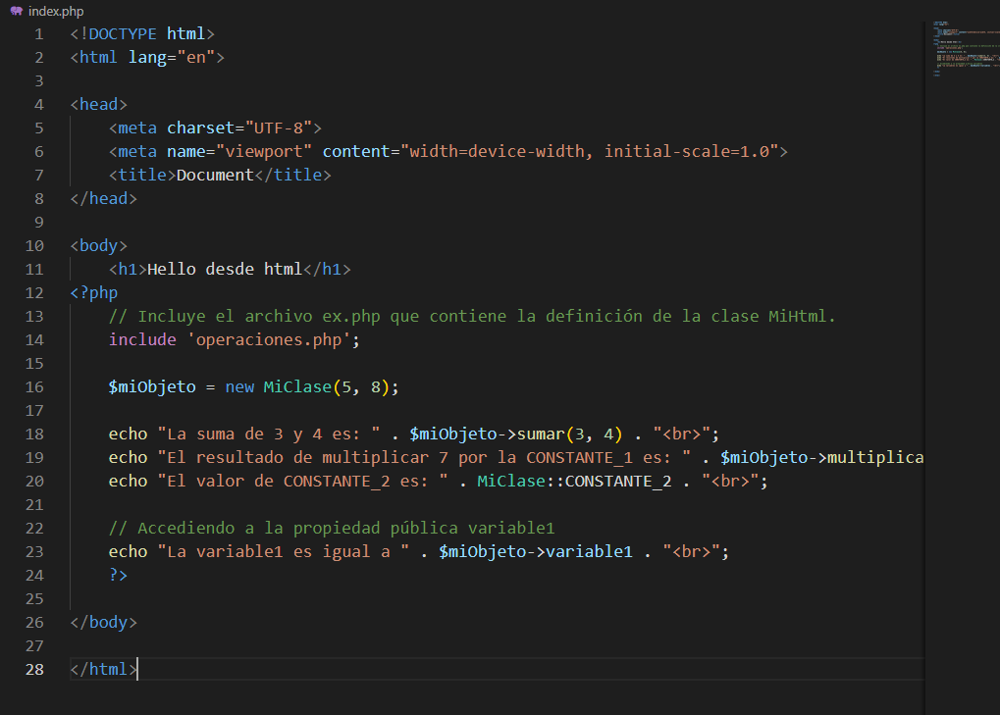 index.php
1 <!DOCTYPE html>
2 <html lang="en">
3
4 <head>
5     <meta charset="UTF-8">
6     <meta name="viewport" content="width=device-width, initial-scale=1.0">
7     <title>Document</title>
8 </head>
9
10 <body>
11     <h1>Hello desde html</h1>
12 <?php
13     // Incluye el archivo ex.php que contiene la definición de la clase MiHtml.
14     include 'operaciones.php';
15
16     $miObjeto = new MiClase(5, 8);
17
18     echo "La suma de 3 y 4 es: " . $miObjeto->sumar(3, 4) . "<br>";
19     echo "El resultado de multiplicar 7 por la CONSTANTE_1 es: " . $miObjeto->multiplica
20     echo "El valor de CONSTANTE_2 es: " . MiClase::CONSTANTE_2 . "<br>";
21
22     // Accediendo a la propiedad pública variable1
23     echo "La variable1 es igual a " . $miObjeto->variable1 . "<br>";
24     ?>
25
26 </body>
27
28 </html>